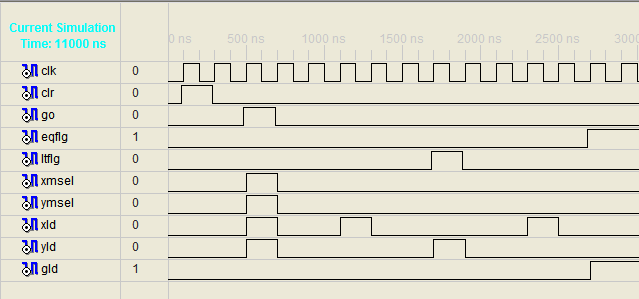 Current Simulation
Time: 11000 ns
0 ns 500 ns 1000 ns 1500 ns 2000 ns 2500 ns 3000
clk 0
clr 0
go 0
eqflg 1
ltflg 0
xmsel 0
ymsel 0
xld 0
yld 0
gld 1